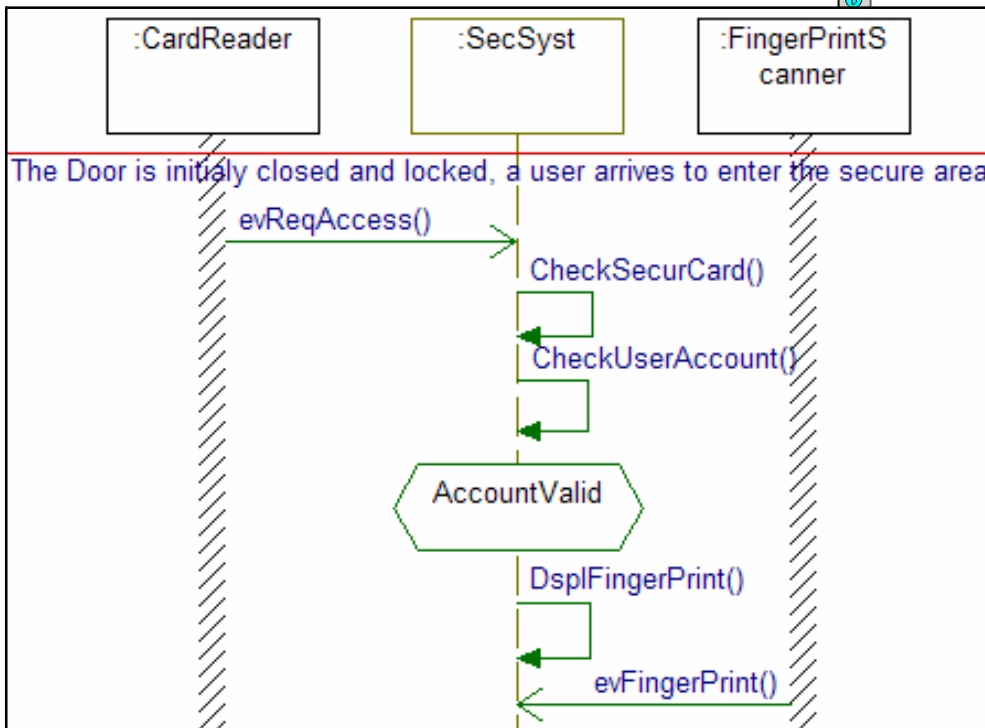 :CardReader
:SecSyst
:FingerPrintS
canner
The Door is initialy closed and locked, a user arrives to enter the secure area
evReqAccess()
CheckSecurCard()
CheckUserAccount()
AccountValid
DsplFingerPrint()
evFingerPrint()